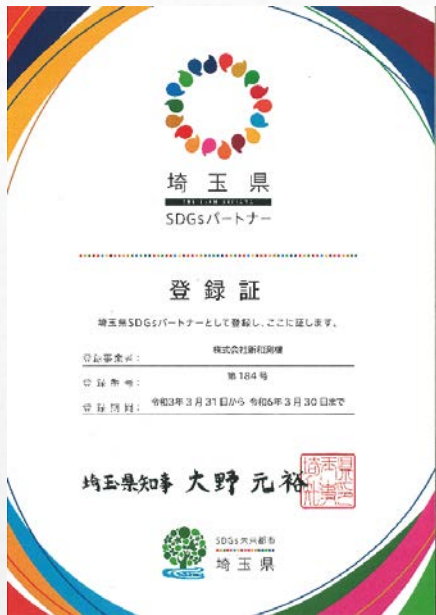 埼玉県
SDGsパートナー
登録証
埼玉県SDGsパートナーとして登録し、ここに証します。
登録事業者: 株式会社新和測機
登録番号: 第184号
登録期間: 令和3年3月31日から 令和6年3月30日まで
埼玉県知事 大野元裕
SDGs未来都市
埼玉県